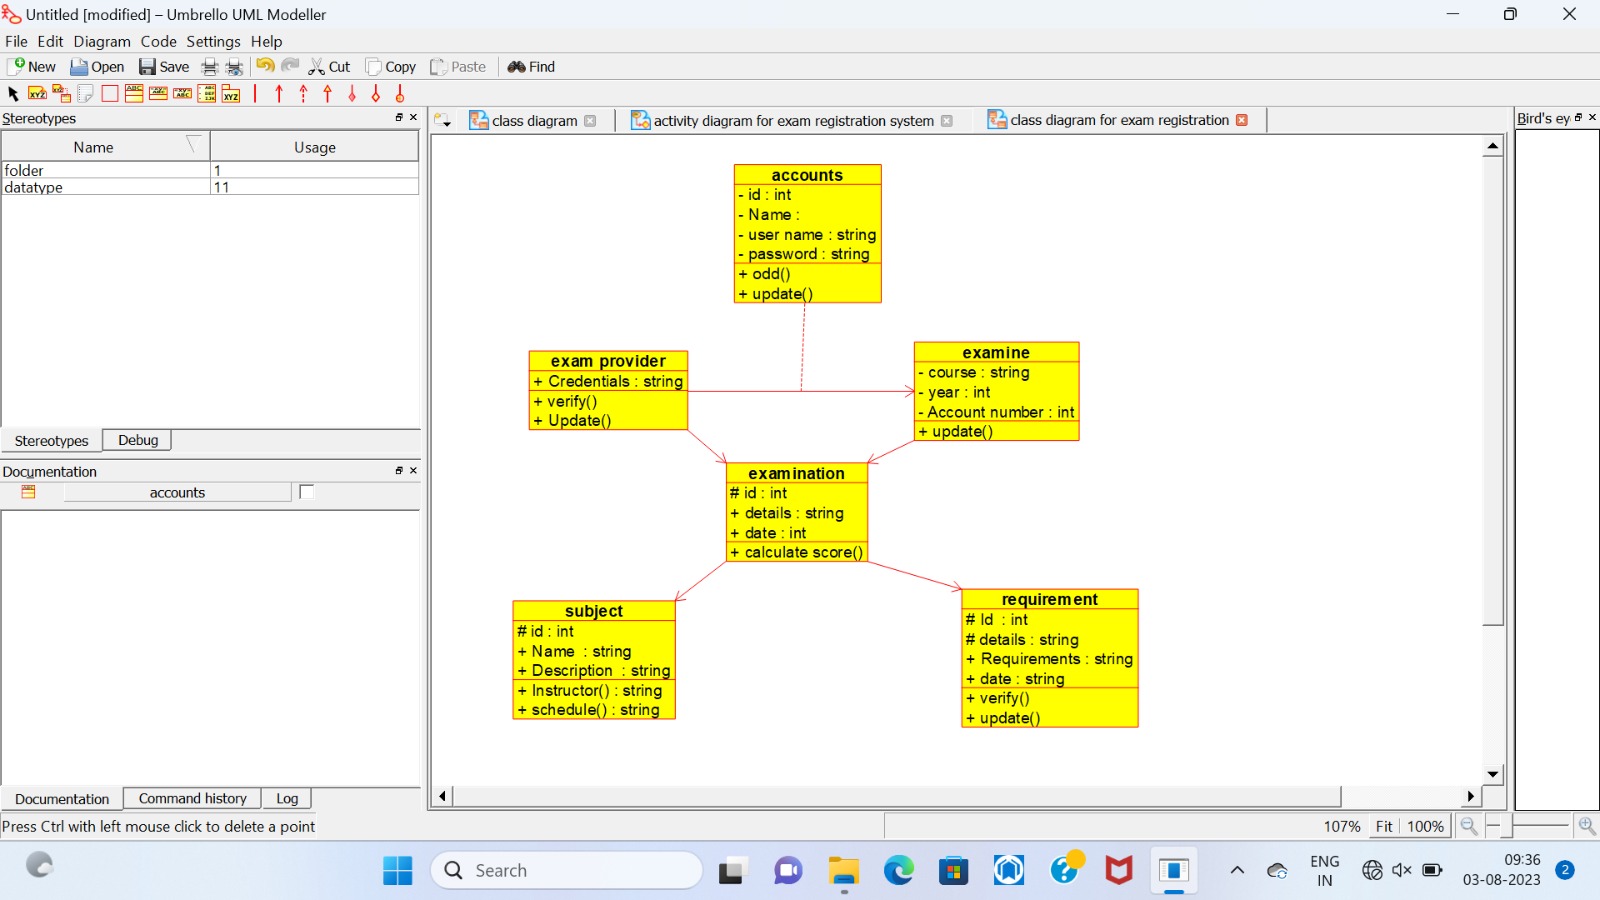 Untitled [modified] – Umbrello UML Modeller
File Edit Diagram Code Settings Help
New Open Save Cut Copy Paste Find
Stereotypes
Name Usage
folder 1
datatype 11
Stereotypes Debug
Documentation
accounts
Documentation Command history Log
Press Ctrl with left mouse click to delete a point
class diagram activity diagram for exam registration system class diagram for exam registration
Bird's ey
accounts
- id : int
- Name :
- user name : string
- password : string
+ odd()
+ update()
exam provider
+ Credentials : string
+ verify()
+ Update()
examine
- course : string
- year : int
- Account number : int
+ update()
examination
# id : int
+ details : string
+ date : int
+ calculate score()
subject
# id : int
+ Name : string
+ Description : string
+ Instructor() : string
+ schedule() : string
requirement
# Id : int
# details : string
+ Requirements : string
+ date : string
+ verify()
+ update()
107% Fit 100%
Search
ENG
IN
09:36
03-08-2023
2